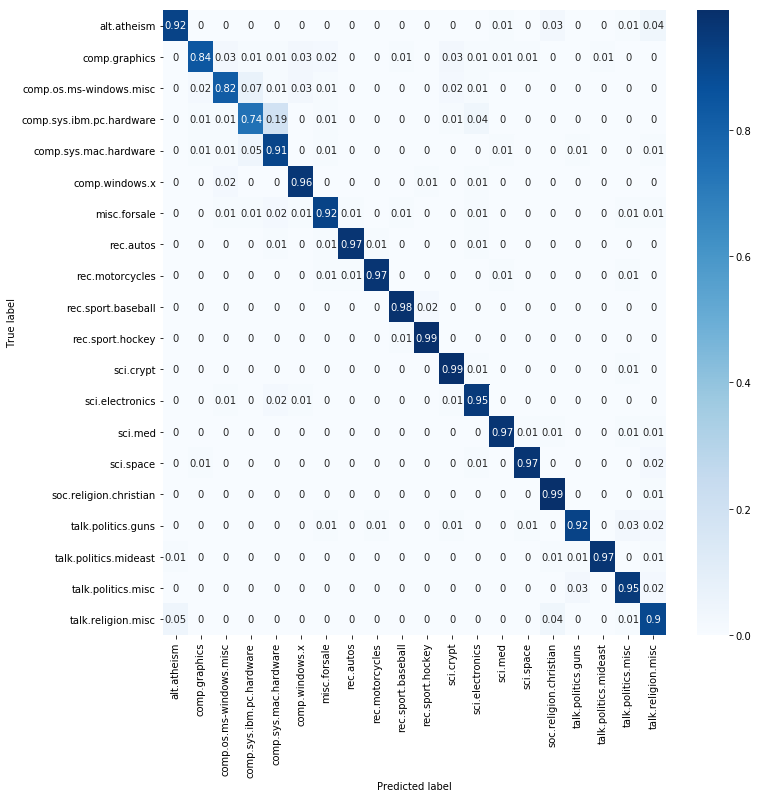 True label
alt.atheism 0.92 0 0 0 0 0 0 0 0 0 0 0 0 0.01 0 0.03 0 0 0.01 0.04
comp.graphics 0 0.84 0.03 0.01 0.01 0.03 0.02 0 0 0.01 0 0.03 0.01 0.01 0.01 0 0 0.01 0 0
comp.os.ms-windows.misc 0 0.02 0.82 0.07 0.01 0.03 0.01 0 0 0 0 0.02 0.01 0 0 0 0 0 0 0
comp.sys.ibm.pc.hardware 0 0.01 0.01 0.74 0.19 0 0.01 0 0 0 0 0.01 0.04 0 0 0 0 0 0 0
comp.sys.mac.hardware 0 0.01 0.01 0.05 0.91 0 0.01 0 0 0 0 0 0 0.01 0 0 0.01 0 0 0.01
comp.windows.x 0 0 0.02 0 0 0.96 0 0 0 0 0.01 0 0.01 0 0 0 0 0 0 0
misc.forsale 0 0 0.01 0.01 0.02 0.01 0.92 0.01 0 0.01 0 0 0.01 0 0 0 0 0 0.01 0.01
rec.autos 0 0 0 0 0.01 0 0.01 0.97 0.01 0 0 0 0.01 0 0 0 0 0 0 0
rec.motorcycles 0 0 0 0 0 0 0.01 0.01 0.97 0 0 0 0 0.01 0 0 0 0 0.01 0
rec.sport.baseball 0 0 0 0 0 0 0 0 0 0.98 0.02 0 0 0 0 0 0 0 0 0
rec.sport.hockey 0 0 0 0 0 0 0 0 0 0.01 0.99 0 0 0 0 0 0 0 0 0
sci.crypt 0 0 0 0 0 0 0 0 0 0 0 0.99 0.01 0 0 0 0 0 0.01 0
sci.electronics 0 0 0.01 0 0.02 0.01 0 0 0 0 0 0.01 0.95 0 0 0 0 0 0 0
sci.med 0 0 0 0 0 0 0 0 0 0 0 0 0 0.97 0.01 0.01 0 0 0.01 0.01
sci.space 0 0.01 0 0 0 0 0 0 0 0 0 0 0.01 0 0.97 0 0 0 0 0.02
soc.religion.christian 0 0 0 0 0 0 0 0 0 0 0 0 0 0 0 0.99 0 0 0 0.01
talk.politics.guns 0 0 0 0 0 0 0.01 0 0.01 0 0 0.01 0 0 0.01 0 0.92 0 0.03 0.02
talk.politics.mideast 0.01 0 0 0 0 0 0 0 0 0 0 0 0 0 0 0.01 0.01 0.97 0 0.01
talk.politics.misc 0 0 0 0 0 0 0 0 0 0 0 0 0 0 0 0 0.03 0 0.95 0.02
talk.religion.misc 0.05 0 0 0 0 0 0 0 0 0 0 0 0 0 0 0.04 0 0 0.01 0.9
alt.atheism
comp.graphics
comp.os.ms-windows.misc
comp.sys.ibm.pc.hardware
comp.sys.mac.hardware
comp.windows.x
misc.forsale
rec.autos
rec.motorcycles
rec.sport.baseball
rec.sport.hockey
sci.crypt
sci.electronics
sci.med
sci.space
soc.religion.christian
talk.politics.guns
talk.politics.mideast
talk.politics.misc
talk.religion.misc
Predicted label
0.8
0.6
0.4
0.2
0.0